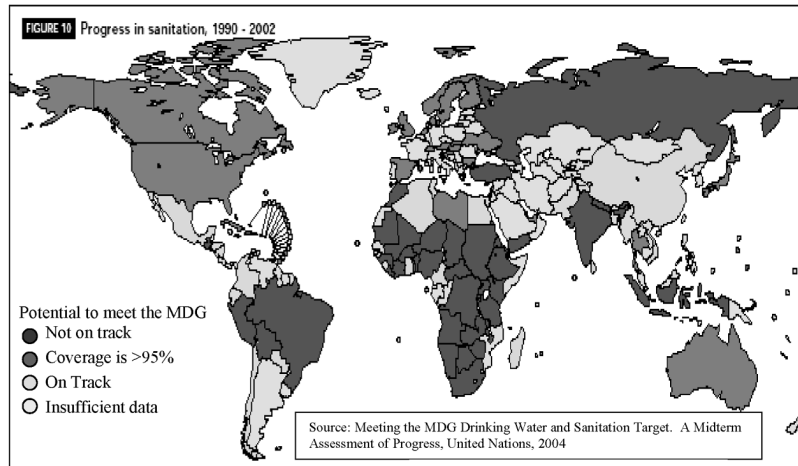 FIGURE 10 Progress in sanitation, 1990 - 2002
Potential to meet the MDG
Not on track
Coverage is >95%
On Track
Insufficient data
Source: Meeting the MDG Drinking Water and Sanitation Target. A Midterm
Assessment of Progress, United Nations, 2004